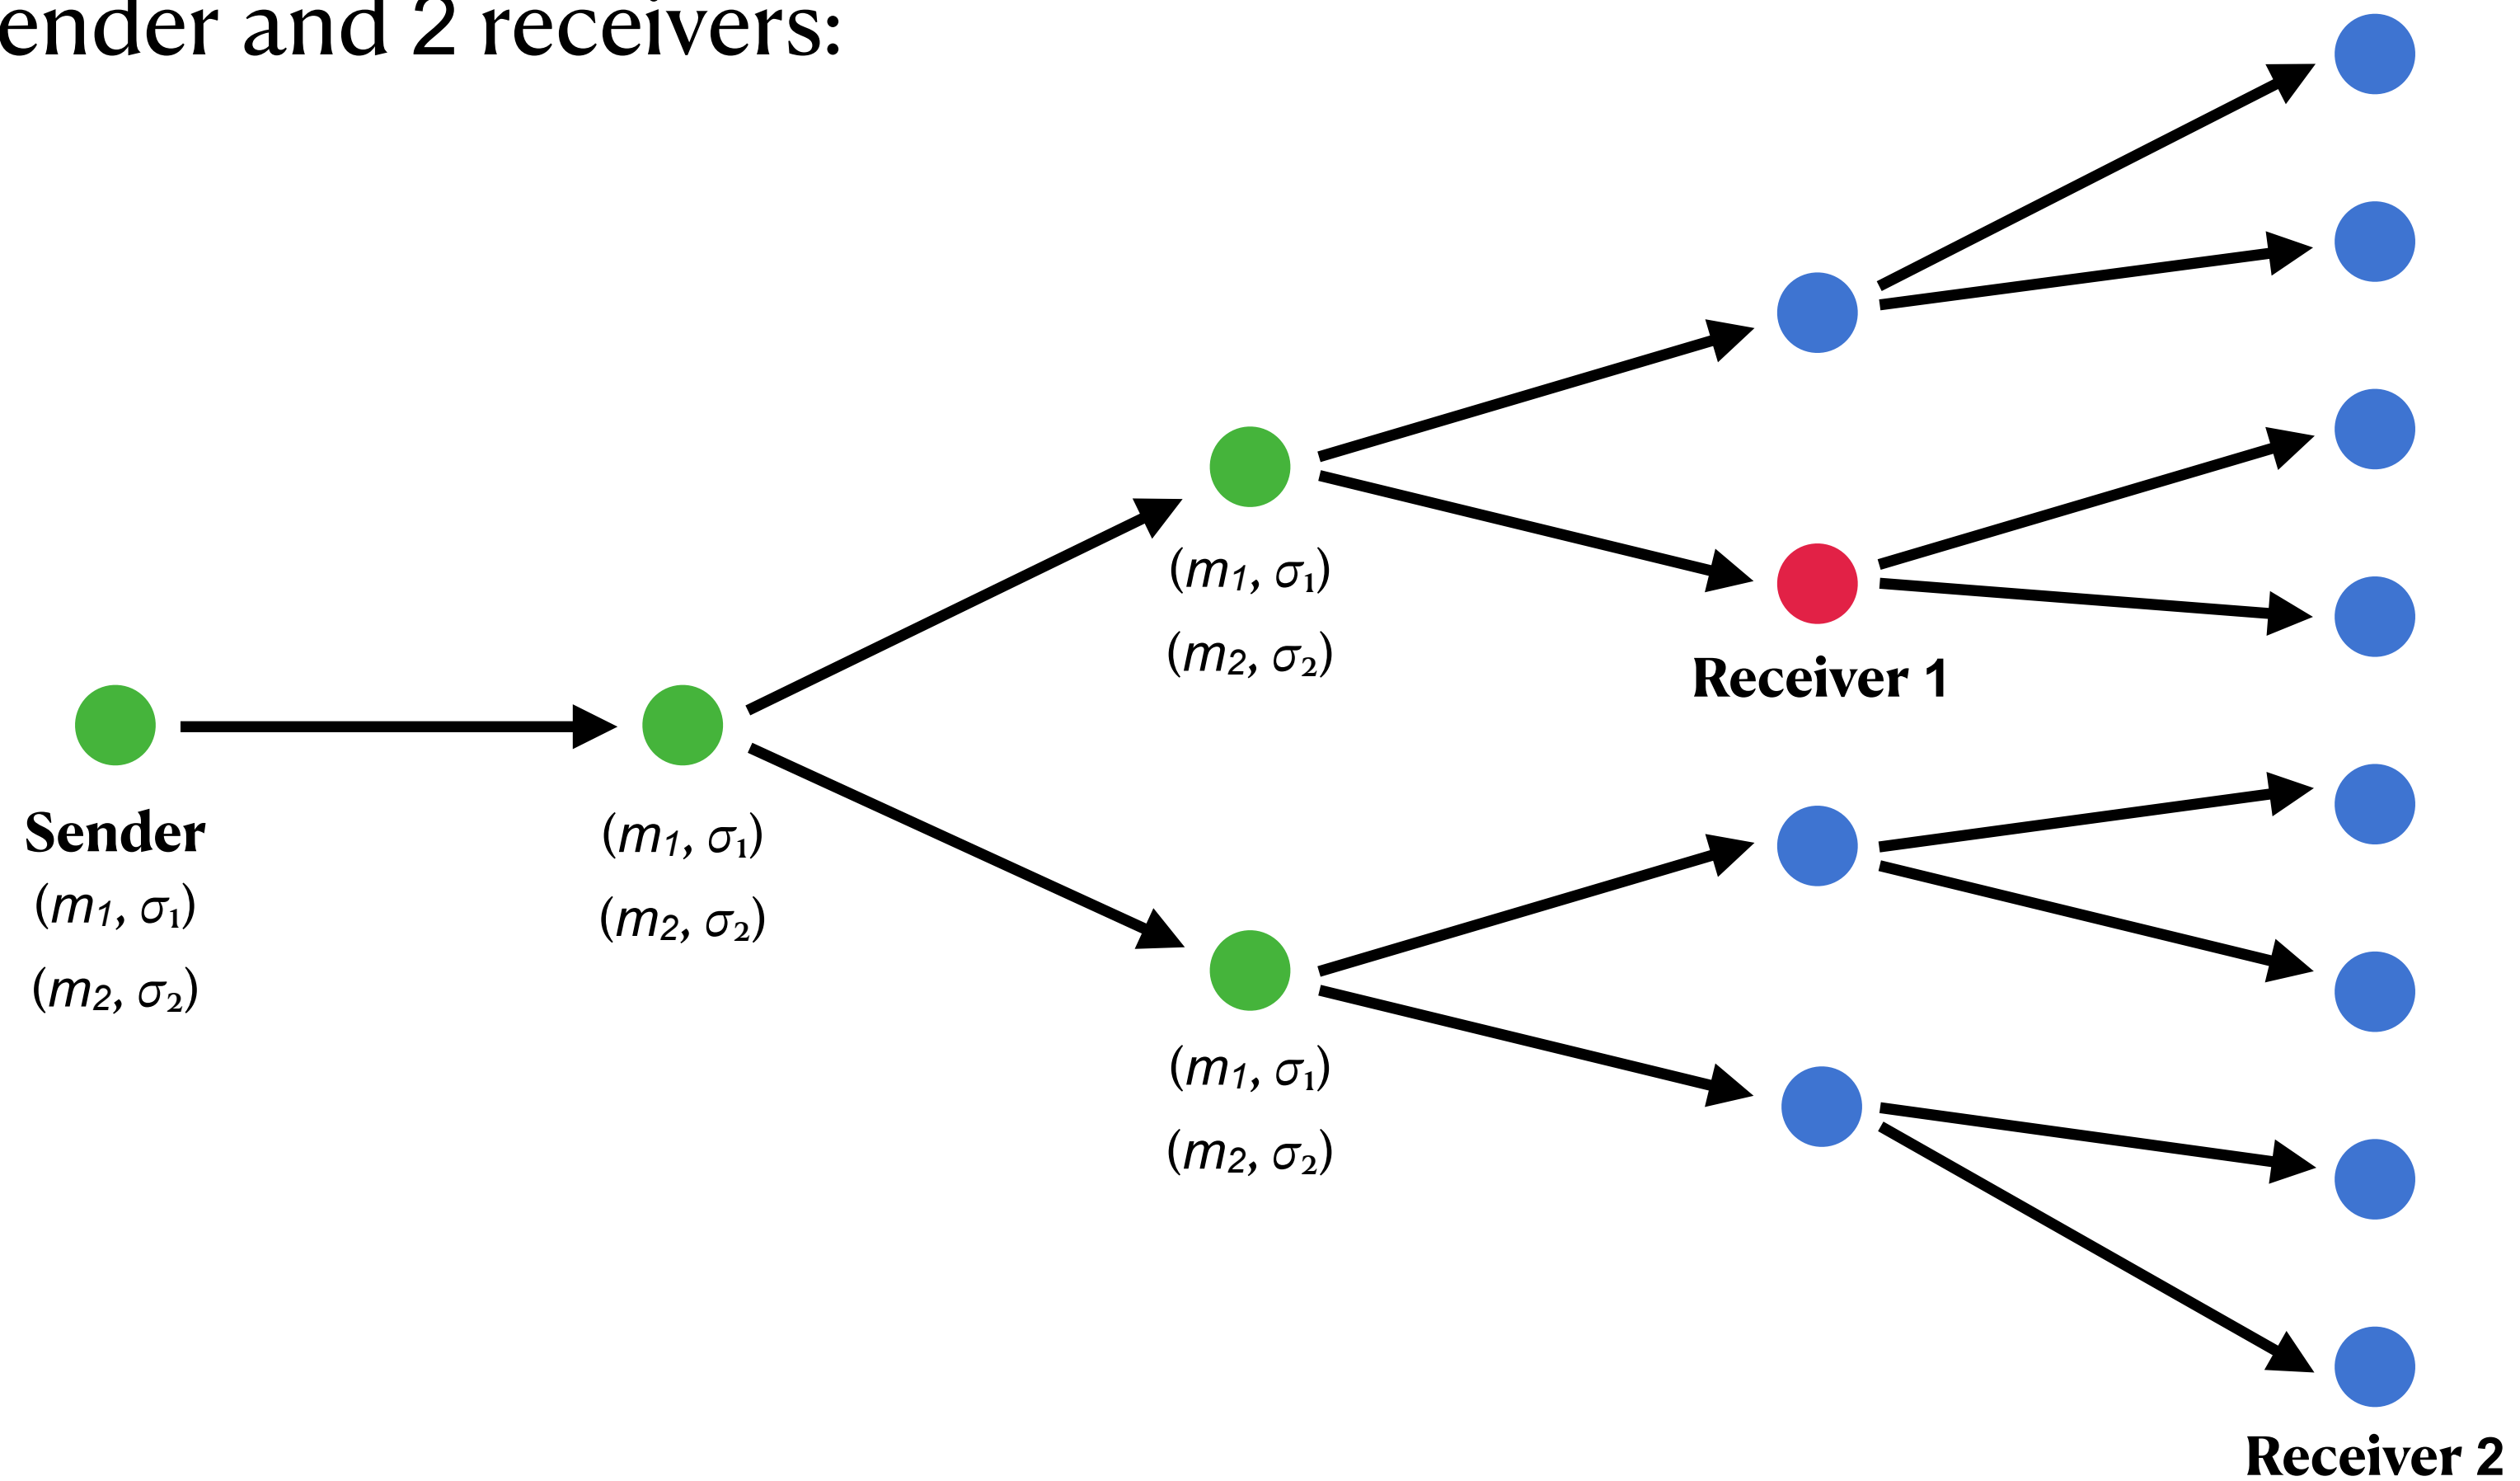 ender and 2 receivers:
(m1, σ1)
(m2, σ2)
Receiver 1
Sender
(m1, σ1)
(m2, σ2)
(m1, σ1)
(m2, σ2)
(m1, σ1)
(m2, σ2)
Receiver 2